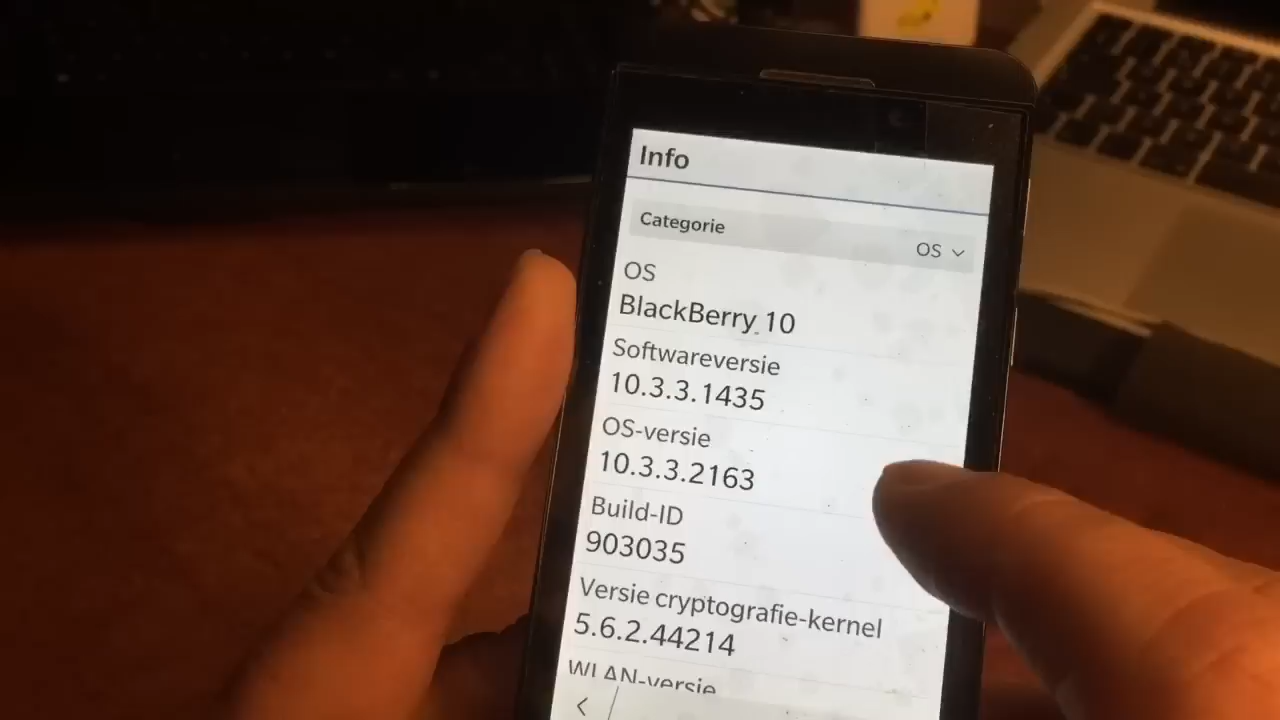 Info
Categorie
OS
OS
BlackBerry 10
Softwareversie
10.3.3.1435
OS-versie
10.3.3.2163
Build-ID
903035
Versie cryptografie-kernel
5.6.2.44214
WLAN-versie